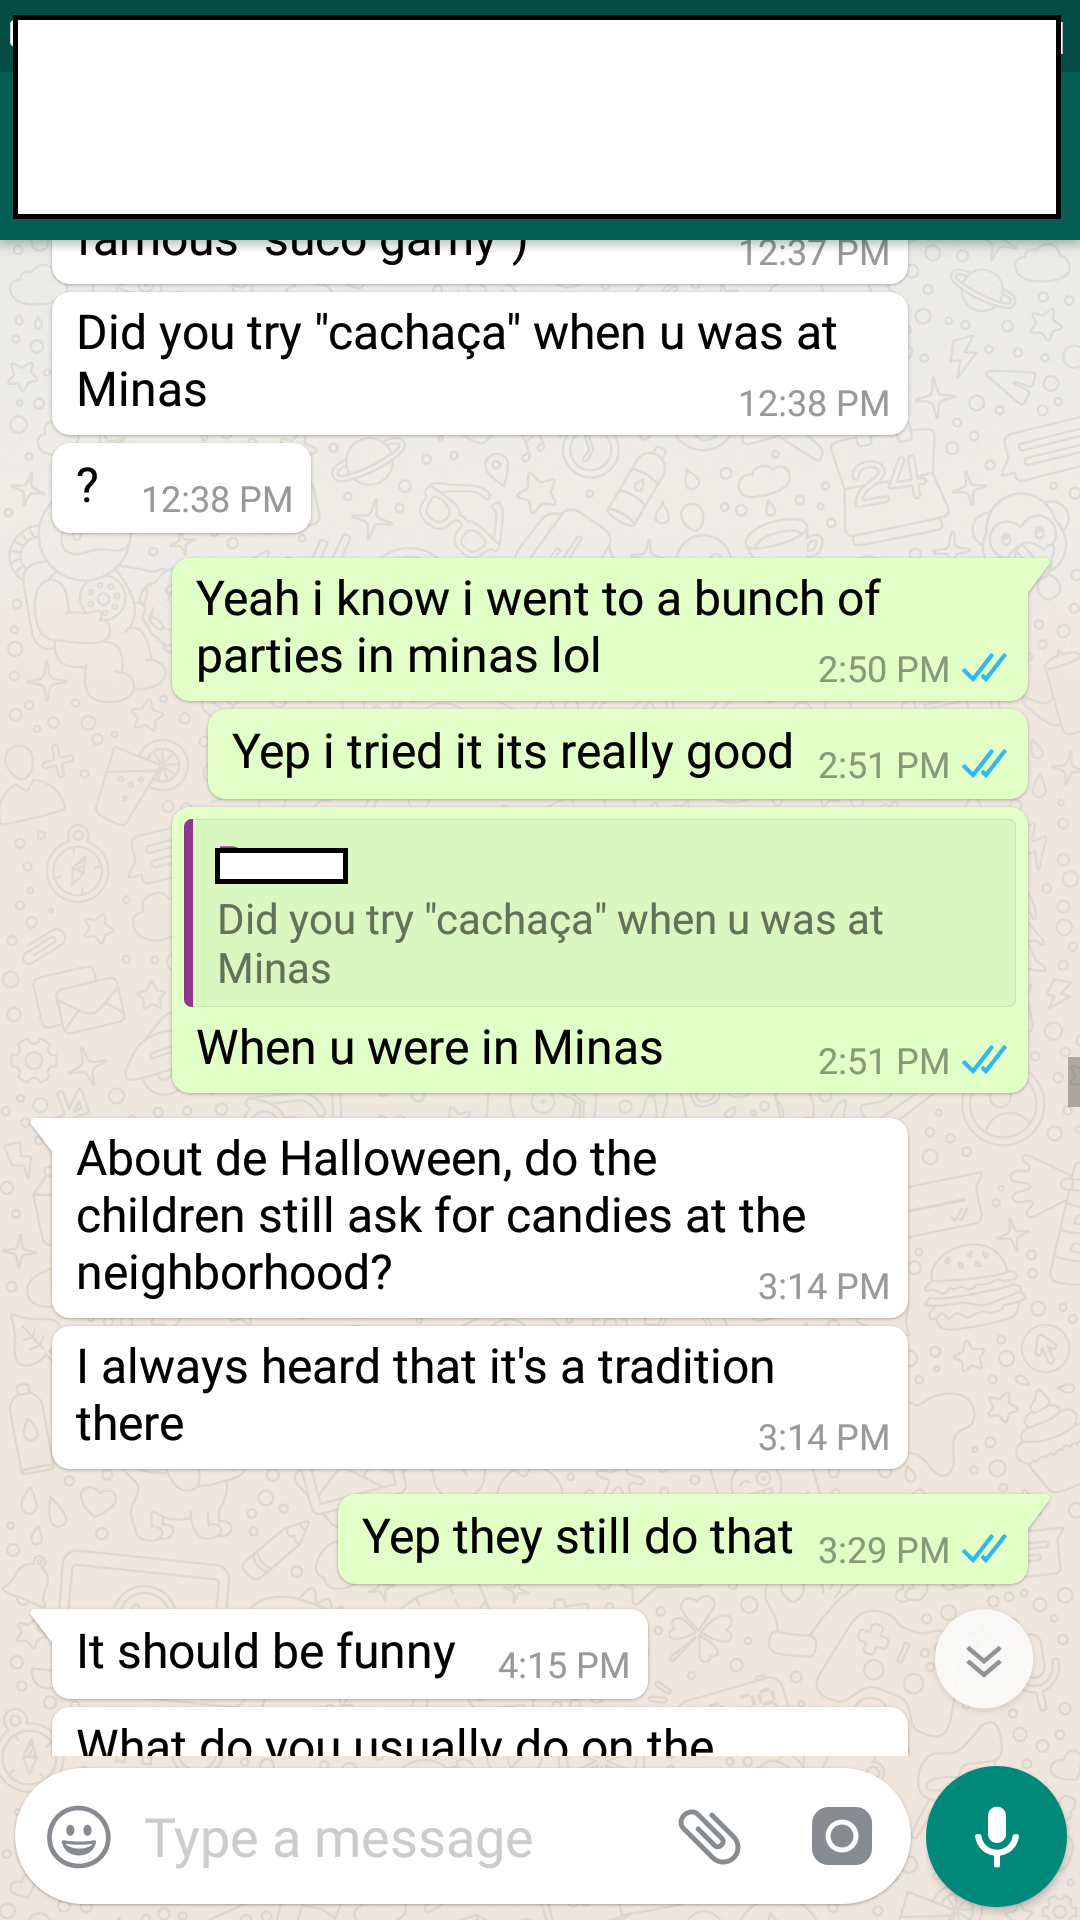 famous "suco gamy")
12:37 PM
Did you try "cachaça" when u was at
Minas
12:38 PM
?
12:38 PM
Yeah i know i went to a bunch of
parties in minas lol
2:50 PM
Yep i tried it its really good
2:51 PM
Did you try "cachaça" when u was at
Minas
When u were in Minas
2:51 PM
About de Halloween, do the
children still ask for candies at the
neighborhood?
3:14 PM
I always heard that it's a tradition
there
3:14 PM
Yep they still do that
3:29 PM
It should be funny
4:15 PM
What do you usually do on the
Type a message